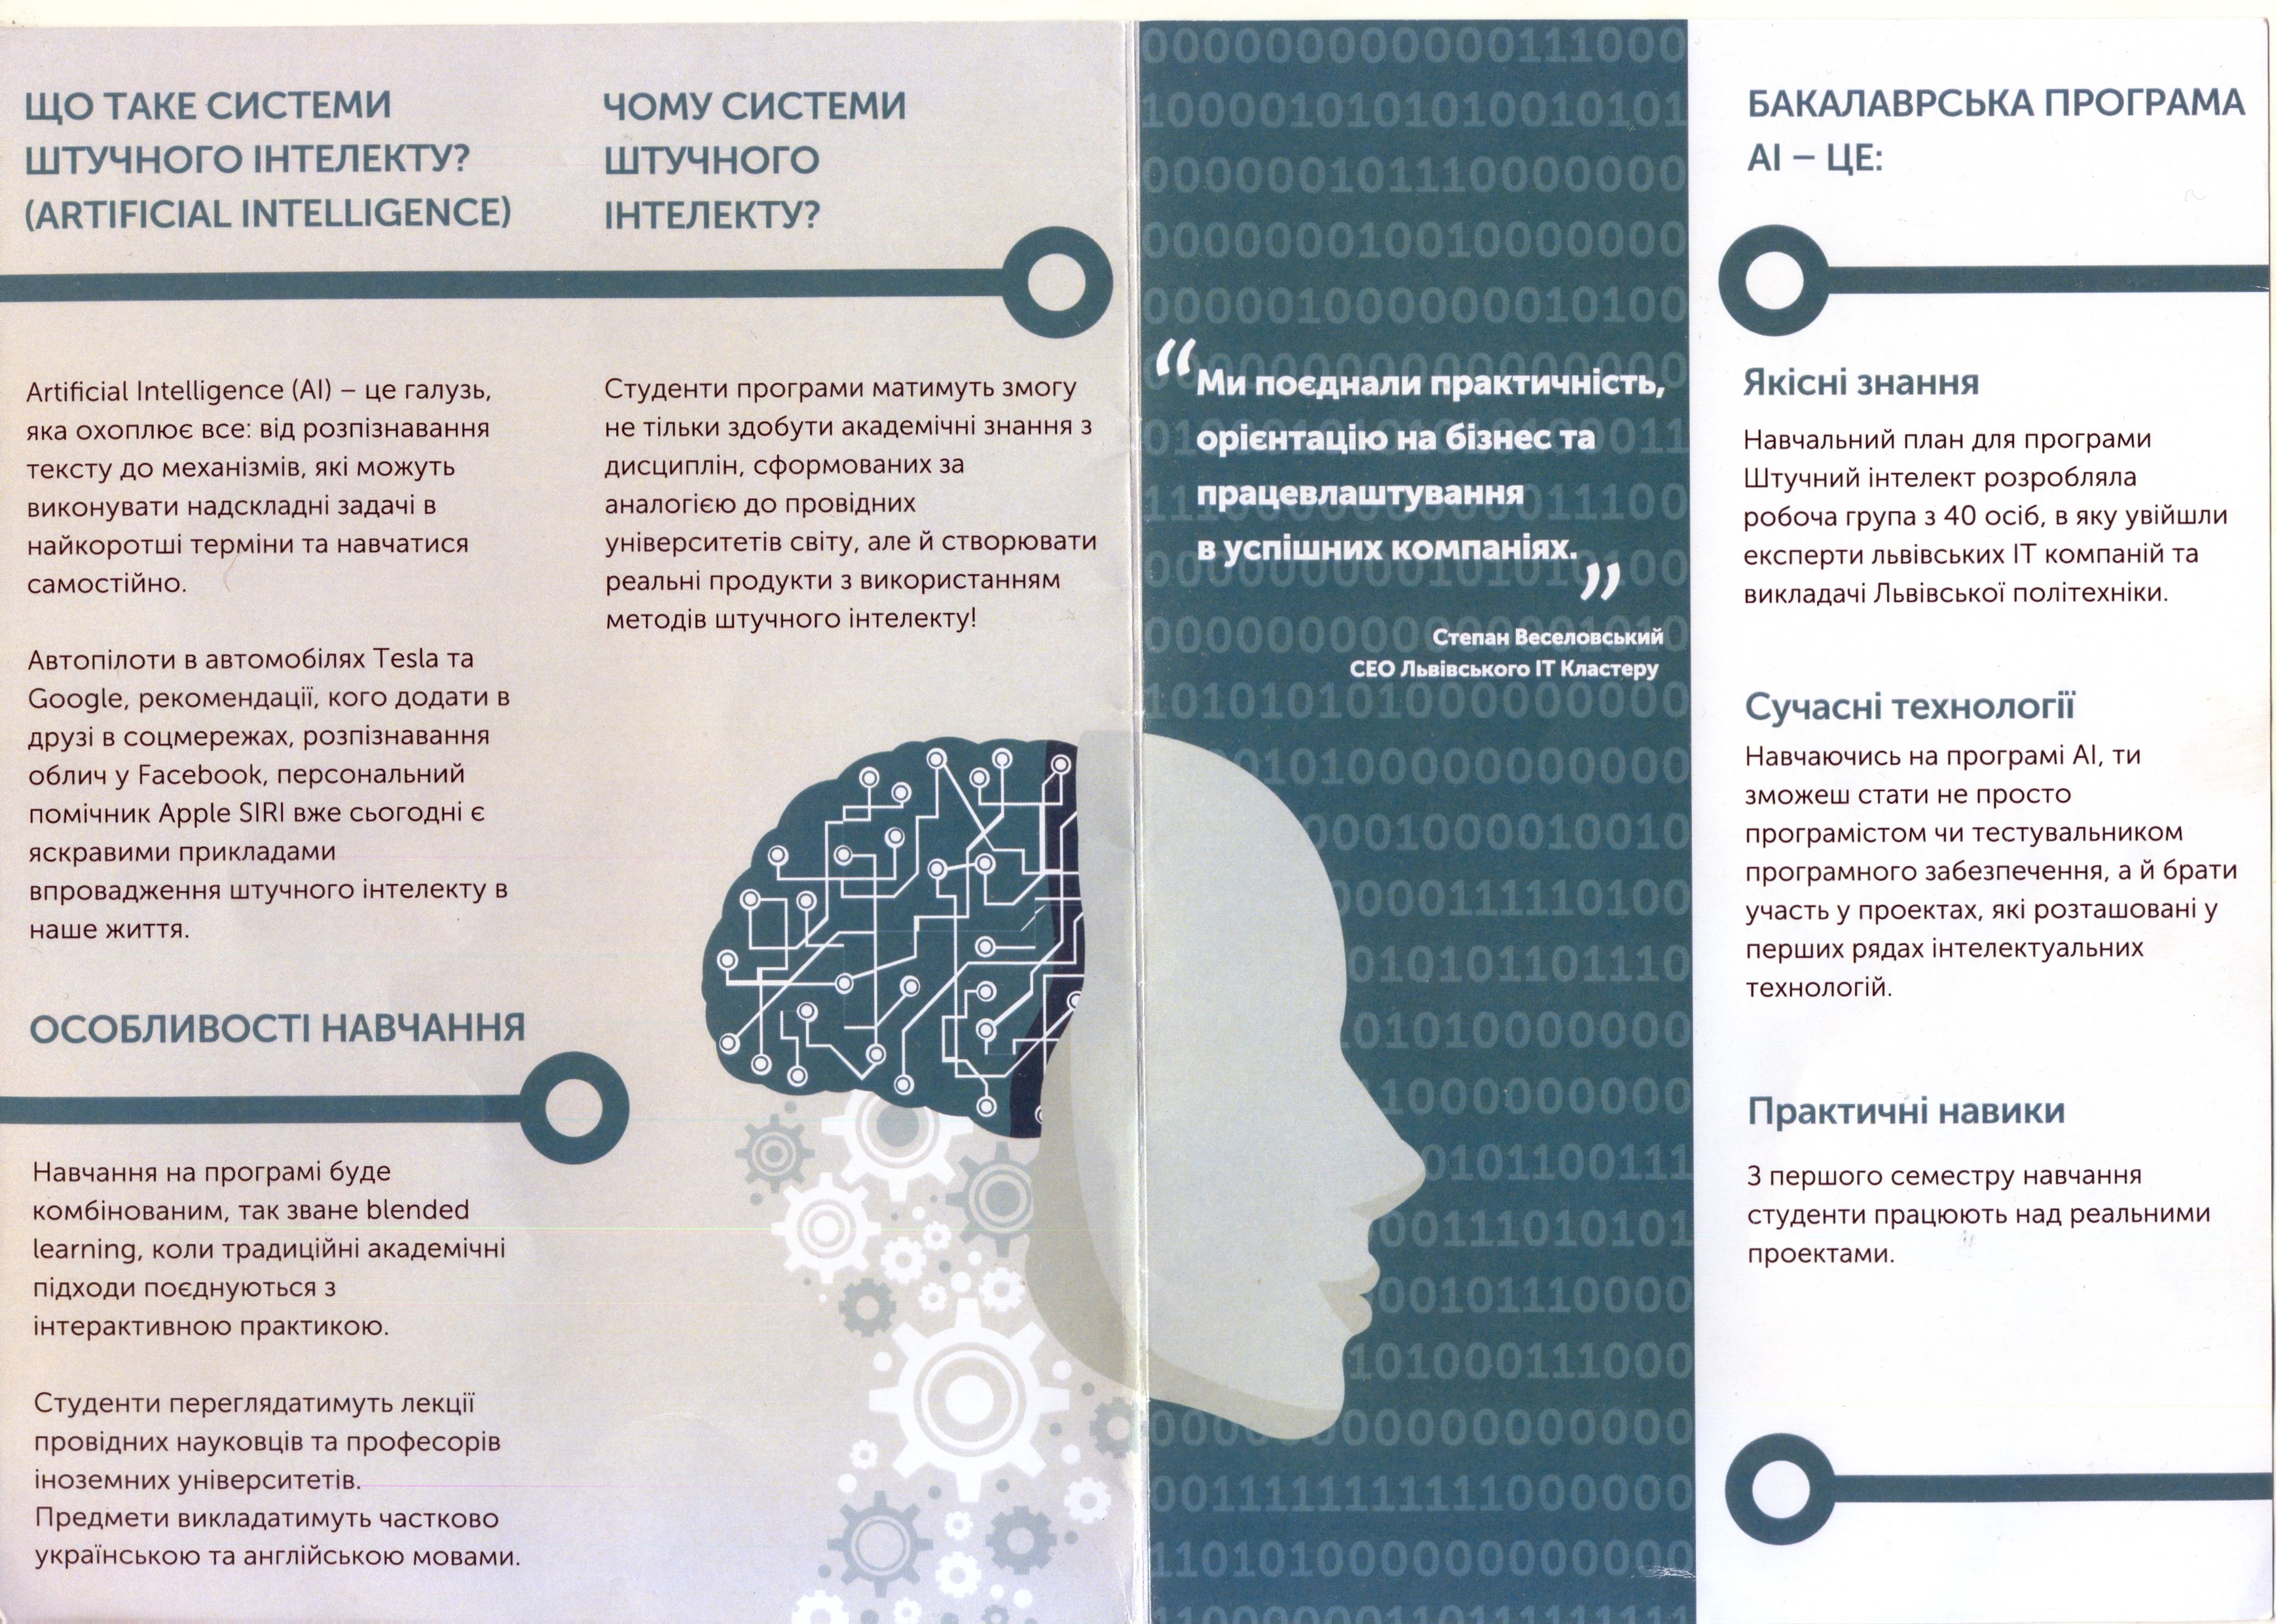 ЩО ТАКЕ СИСТЕМИ
ШТУЧНОГО ІНТЕЛЕКТУ?
(ARTIFICIAL INTELLIGENCE)
Artificial Intelligence (AI) – це галузь,
яка охоплює все: від розпізнавання
тексту до механізмів, які можуть
виконувати надскладні задачі в
найкоротші терміни та навчатися
самостійно.
Автопілоти в автомобілях Tesla та
Google, рекомендації, кого додати в
друзі в соцмережах, розпізнавання
облич у Facebook, персональний
помічник Apple SIRI вже сьогодні є
яскравими прикладами
впровадження штучного інтелекту в
наше життя.
ОСОБЛИВОСТІ НАВЧАННЯ
Навчання на програмі буде
комбінованим, так зване blended
learning, коли традиційні академічні
підходи поєднуються з
інтерактивною практикою.
Студенти переглядатимуть лекції
провідних науковців та професорів
іноземних університетів.
Предмети викладатимуть частково
українською та англійською мовами.
ЧОМУ СИСТЕМИ
ШТУЧНОГО
ІНТЕЛЕКТУ?
Студенти програми матимуть змогу
не тільки здобути академічні знання з
дисциплін, сформованих за
аналогією до провідних
університетів світу, але й створювати
реальні продукти з використанням
методів штучного інтелекту!
“Ми поєднали практичність,
орієнтацію на бізнес та
працевлаштування
в успішних компаніях.”
Степан Веселовський
СЕО Львівського ІТ Кластеру
БАКАЛАВРСЬКА ПРОГРАМА
АІ – ЦЕ:
Якісні знання
Навчальний план для програми
Штучний інтелект розробляла
робоча група з 40 осіб, в яку увійшли
експерти львівських ІТ компаній та
викладачі Львівської політехніки.
Сучасні технології
Навчаючись на програмі АІ, ти
зможеш стати не просто
програмістом чи тестувальником
програмного забезпечення, а й брати
участь у проектах, які розташовані у
перших рядах інтелектуальних
технологій.
Практичні навики
З першого семестру навчання
студенти працюють над реальними
проектами.